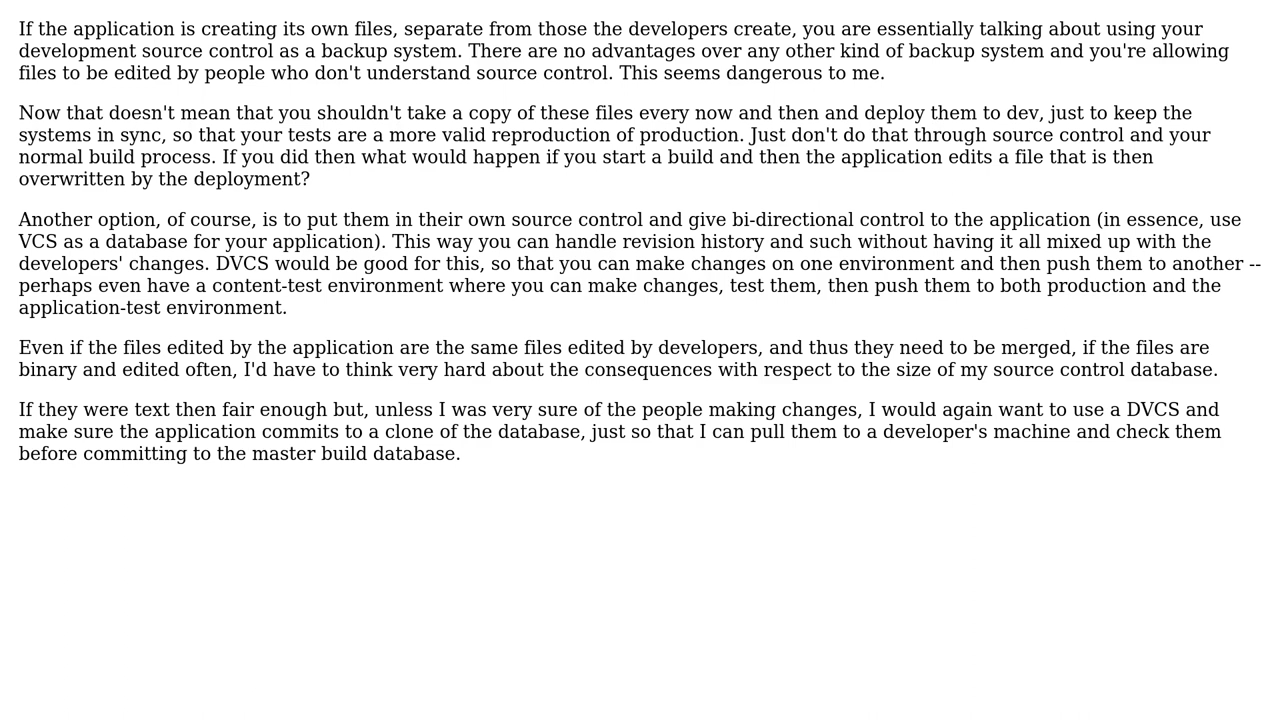 If the application is creating its own files, separate from those the developers create, you are essentially talking about using your
development source control as a backup system. There are no advantages over any other kind of backup system and you're allowing
files to be edited by people who don't understand source control. This seems dangerous to me.
Now that doesn't mean that you shouldn't take a copy of these files every now and then and deploy them to dev, just to keep the
systems in sync, so that your tests are a more valid reproduction of production. Just don't do that through source control and your
normal build process. If you did then what would happen if you start a build and then the application edits a file that is then
overwritten by the deployment?
Another option, of course, is to put them in their own source control and give bi-directional control to the application (in essence, use
VCS as a database for your application). This way you can handle revision history and such without having it all mixed up with the
developers' changes. DVCS would be good for this, so that you can make changes on one environment and then push them to another --
perhaps even have a content-test environment where you can make changes, test them, then push them to both production and the
application-test environment.
Even if the files edited by the application are the same files edited by developers, and thus they need to be merged, if the files are
binary and edited often, I'd have to think very hard about the consequences with respect to the size of my source control database.
If they were text then fair enough but, unless I was very sure of the people making changes, I would again want to use a DVCS and
make sure the application commits to a clone of the database, just so that I can pull them to a developer's machine and check them
before committing to the master build database.